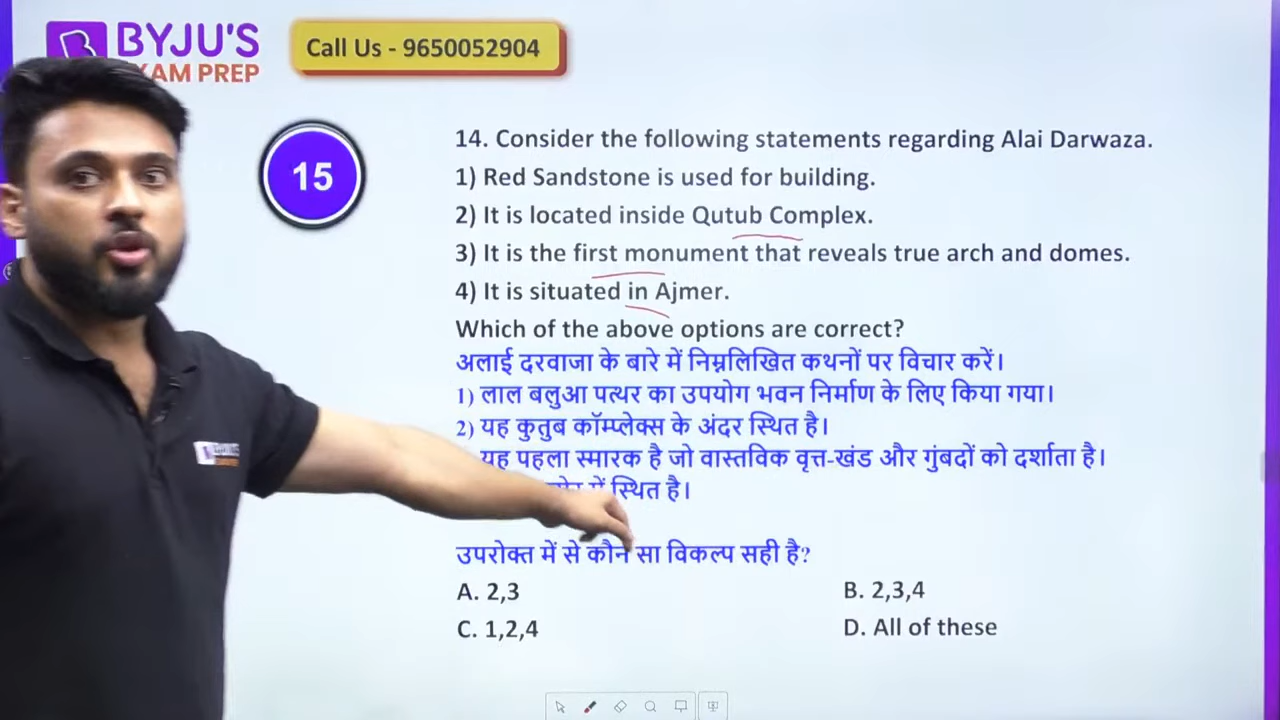 BYJU'S
EXAM PREP
Call Us - 9650052904
15
14. Consider the following statements regarding Alai Darwaza.
1) Red Sandstone is used for building.
2) It is located inside Qutub Complex.
3) It is the first monument that reveals true arch and domes.
4) It is situated in Ajmer.
Which of the above options are correct?
अलाई दरवाजा के बारे में निम्नलिखित कथनों पर विचार करें।
1) लाल बलुआ पत्थर का उपयोग भवन निर्माण के लिए किया गया।
2) यह कुतुब कॉम्प्लेक्स के अंदर स्थित है।
यह पहला स्मारक है जो वास्तविक वृत्त-खंड और गुंबदों को दर्शाता है।
में स्थित है।
उपरोक्त में से कौन सा विकल्प सही है?
A. 2,3
B. 2,3,4
C. 1,2,4
D. All of these